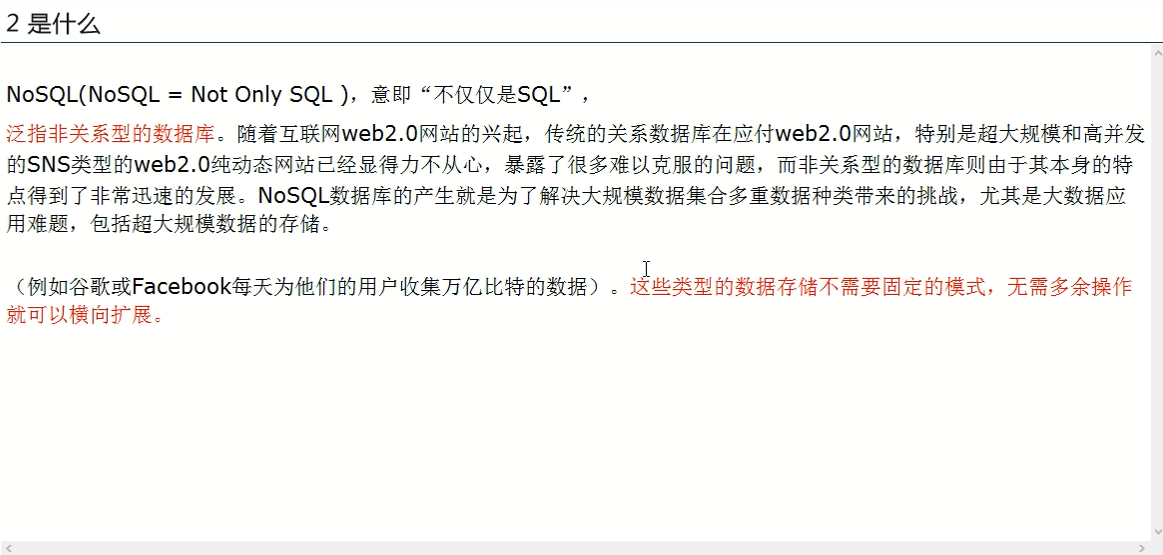 2 是什么
NoSQL(NoSQL = Not Only SQL )，意即“不仅仅是SQL”，
泛指非关系型的数据库。随着互联网web2.0网站的兴起，传统的关系数据库在应付web2.0网站，特别是超大规模和高并发
的SNS类型的web2.0纯动态网站已经显得力不从心，暴露了很多难以克服的问题，而非关系型的数据库则由于其本身的特
点得到了非常迅速的发展。NoSQL数据库的产生就是为了解决大规模数据集合多重数据种类带来的挑战，尤其是大数据应
用难题，包括超大规模数据的存储。
（例如谷歌或Facebook每天为他们的用户收集万亿比特的数据）。这些类型的数据存储不需要固定的模式，无需多余操作
就可以横向扩展。